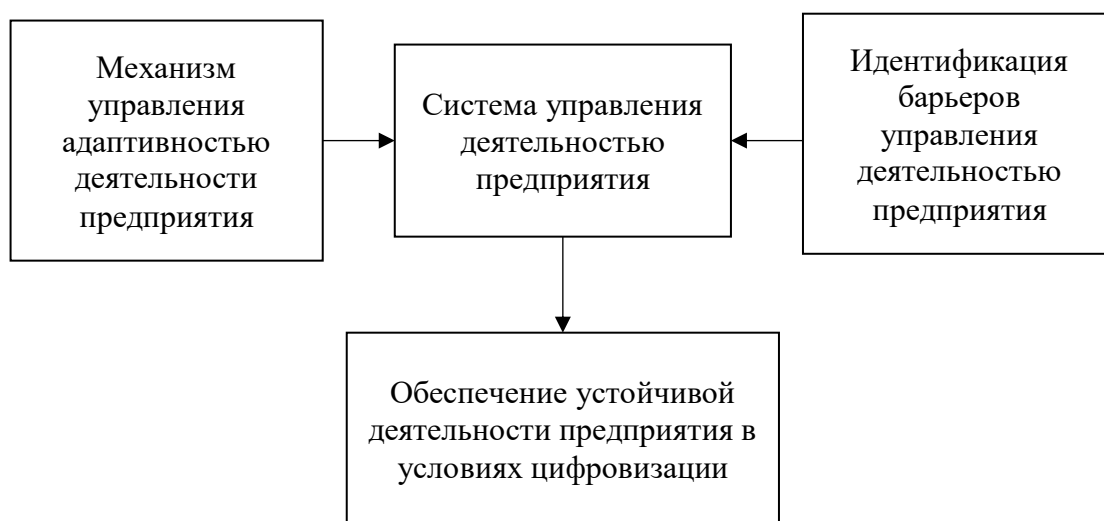 Механизм
управления
адаптивностью
деятельности
предприятия
Система управления
деятельностью
предприятия
Идентификация
барьеров
управления
деятельностью
предприятия
Обеспечение устойчивой
деятельности предприятия в
условиях цифровизации